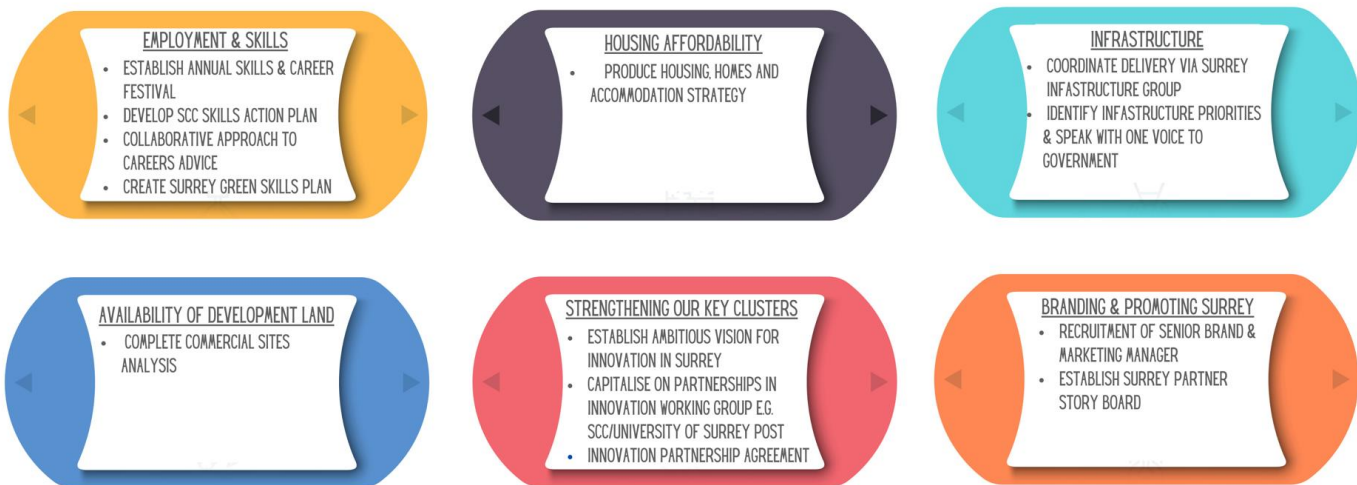 EMPLOYMENT & SKILLS
• ESTABLISH ANNUAL SKILLS & CAREER
FESTIVAL
• DEVELOP SCC SKILLS ACTION PLAN
• COLLABORATIVE APPROACH TO
CAREERS ADVICE
• CREATE SURREY GREEN SKILLS PLAN
HOUSING AFFORDABILITY
• PRODUCE HOUSING, HOMES AND
ACCOMMODATION STRATEGY
INFRASTRUCTURE
• COORDINATE DELIVERY VIA SURREY
INFASTRUCTURE GROUP
• IDENTIFY INFASTRUCTURE PRIORITIES
& SPEAK WITH ONE VOICE TO
GOVERNMENT
AVAILABILITY OF DEVELOPMENT LAND
• COMPLETE COMMERCIAL SITES
ANALYSIS
STRENGTHENING OUR KEY CLUSTERS
• ESTABLISH AMBITIOUS VISION FOR
INNOVATION IN SURREY
• CAPITALISE ON PARTNERSHIPS IN
INNOVATION WORKING GROUP E.G.
SCC/UNIVERSITY OF SURREY POST
• INNOVATION PARTNERSHIP AGREEMENT
BRANDING & PROMOTING SURREY
• RECRUITMENT OF SENIOR BRAND &
MARKETING MANAGER
• ESTABLISH SURREY PARTNER
STORY BOARD